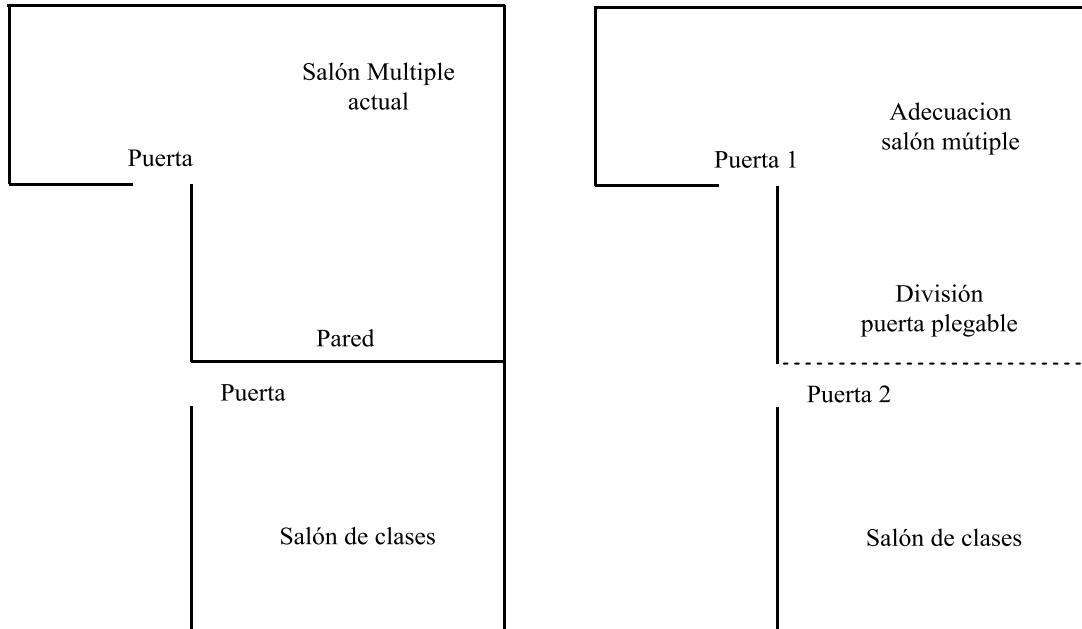 Salón Multiple
actual
Puerta
Pared
Puerta
Salón de clases
Adecuacion
salón mútiple
Puerta 1
División
puerta plegable
Puerta 2
Salón de clases